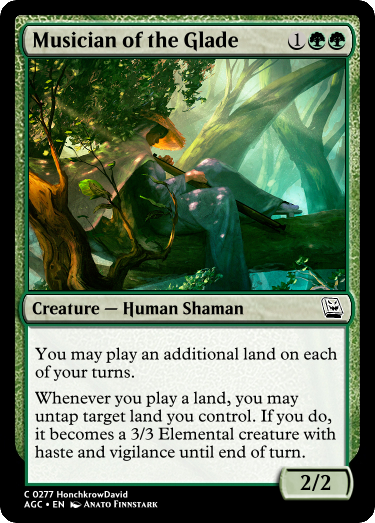 Musician of the Glade 1
Creature — Human Shaman
You may play an additional land on each
of your turns.
Whenever you play a land, you may
untap target land you control. If you do,
it becomes a 3/3 Elemental creature with
haste and vigilance until end of turn.
2/2
C 0277 HonchkrowDavid
AGC • EN Anato Finnstark